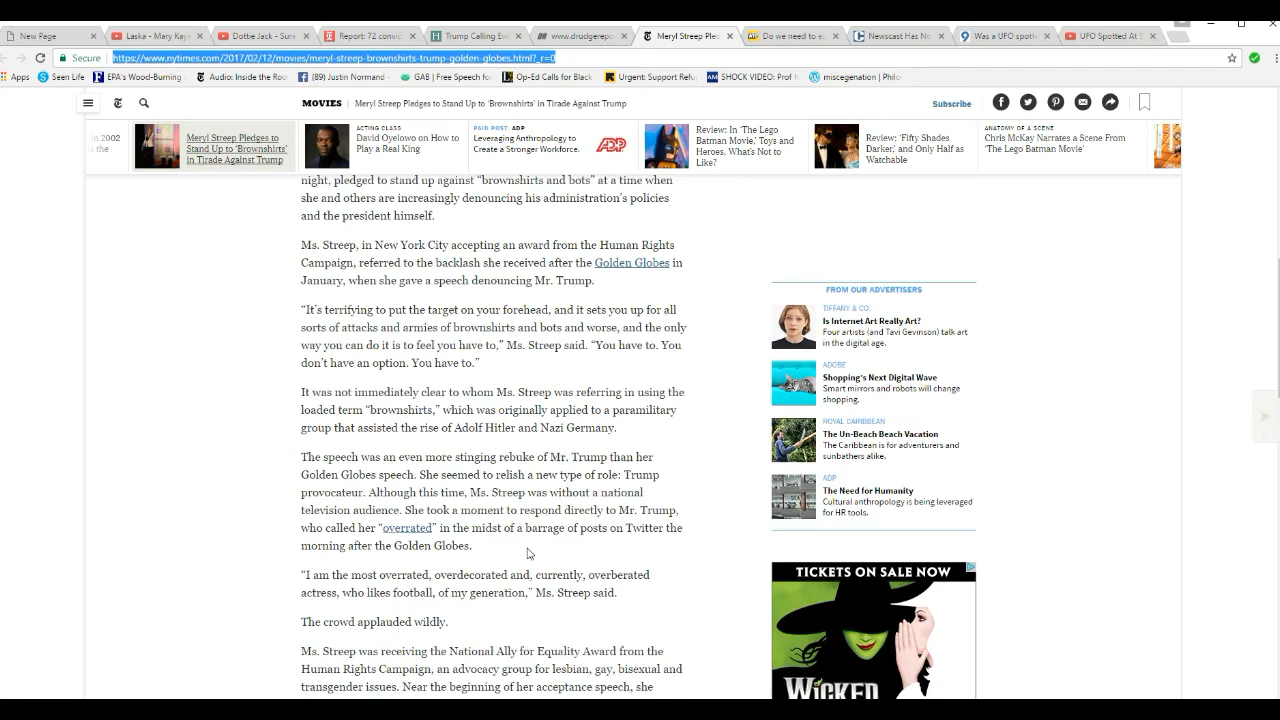 New Page
Laska - Mary Kay
Dottie Jack - Sure
Report: 72 convic
Trump Calling Eve
www.drudgerepo
Meryl Streep Ple
Do we need to e
Newscast Has No
Was a UFO spotte
UFO Spotted At S
Secure
https://www.nytimes.com/2017/02/12/movies/meryl-streep-brownshirts-trump-golden-globes.html?_r=0
Apps
Seen Life
EPA's Wood-Burning
Audio: Inside the Roo
(89) Justin Normand
GAB | Free Speech fo
Op-Ed Calls for Black
Urgent: Support Refu
SHOCK VIDEO: Prof h
miscegenation | Philo
MOVIES | Meryl Streep Pledges to Stand Up to ‘Brownshirts’ in Tirade Against Trump
Subscribe
in 2002
s the
Meryl Streep Pledges to
Stand Up to ‘Brownshirts’
in Tirade Against Trump
ACTING CLASS
David Oyelowo on How to
Play a Real King
PAID POST: ADP
Leveraging Anthropology to
Create a Stronger Workforce.
ADP
Review: In ‘The Lego
Batman Movie,’ Toys and
Heroes, What’s Not to
Like?
Review: ‘Fifty Shades
Darker,’ and Only Half as
Watchable
ANATOMY OF A SCENE
Chris McKay Narrates a Scene From
‘The Lego Batman Movie’
night, pledged to stand up against “brownshirts and bots” at a time when
she and others are increasingly denouncing his administration’s policies
and the president himself.
Ms. Streep, in New York City accepting an award from the Human Rights
Campaign, referred to the backlash she received after the Golden Globes in
January, when she gave a speech denouncing Mr. Trump.
“It’s terrifying to put the target on your forehead, and it sets you up for all
sorts of attacks and armies of brownshirts and bots and worse, and the only
way you can do it is to feel you have to,” Ms. Streep said. “You have to. You
don’t have an option. You have to.”
It was not immediately clear to whom Ms. Streep was referring in using the
loaded term “brownshirts,” which was originally applied to a paramilitary
group that assisted the rise of Adolf Hitler and Nazi Germany.
The speech was an even more stinging rebuke of Mr. Trump than her
Golden Globes speech. She seemed to relish a new type of role: Trump
provocateur. Although this time, Ms. Streep was without a national
television audience. She took a moment to respond directly to Mr. Trump,
who called her “overrated” in the midst of a barrage of posts on Twitter the
morning after the Golden Globes.
“I am the most overrated, overdecorated and, currently, overberated
actress, who likes football, of my generation,” Ms. Streep said.
The crowd applauded wildly.
Ms. Streep was receiving the National Ally for Equality Award from the
Human Rights Campaign, an advocacy group for lesbian, gay, bisexual and
transgender issues. Near the beginning of her acceptance speech, she
FROM OUR ADVERTISERS
TIFFANY & CO.
Is Internet Art Really Art?
Four artists (and Tavi Gevinson) talk art
in the digital age.
ADOBE
Shopping’s Next Digital Wave
Smart mirrors and robots will change
shopping.
ROYAL CARIBBEAN
The Un-Beach Beach Vacation
The Caribbean is for adventurers and
sunbathers alike.
ADP
The Need for Humanity
Cultural anthropology is being leveraged
for HR tools.
TICKETS ON SALE NOW
WICKED